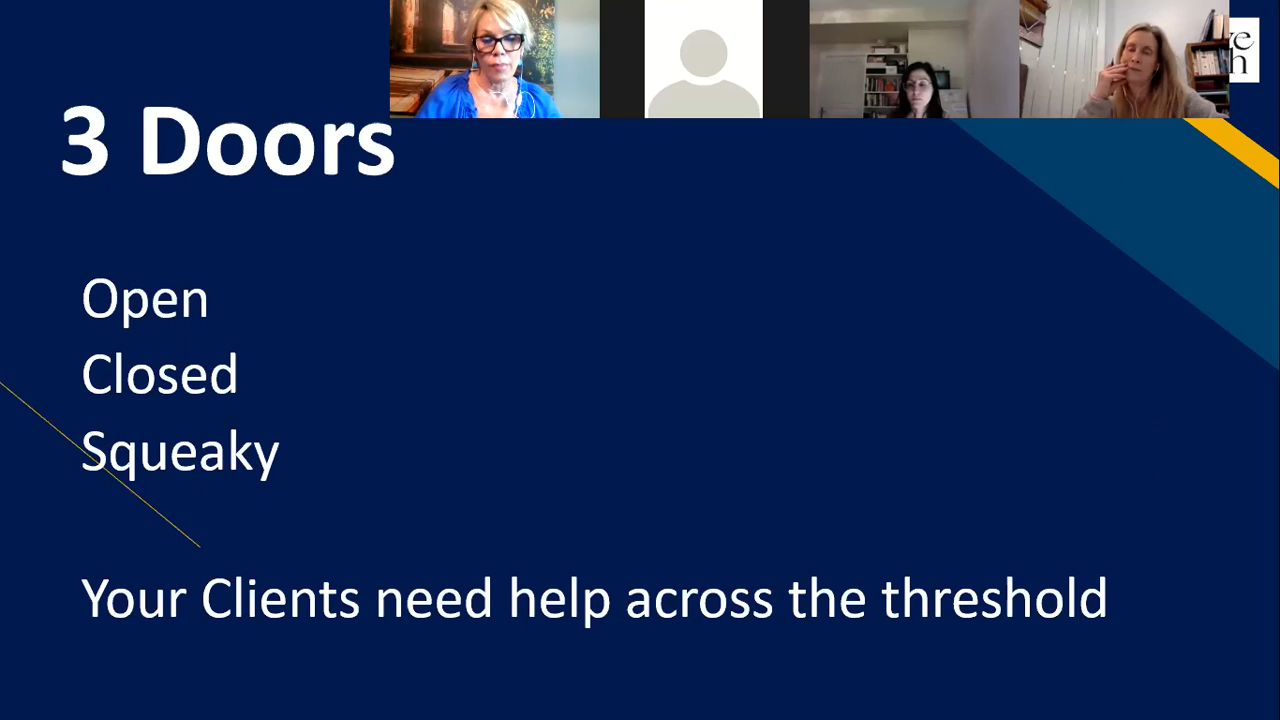 3 Doors
Open
Closed
Squeaky
Your Clients need help across the threshold